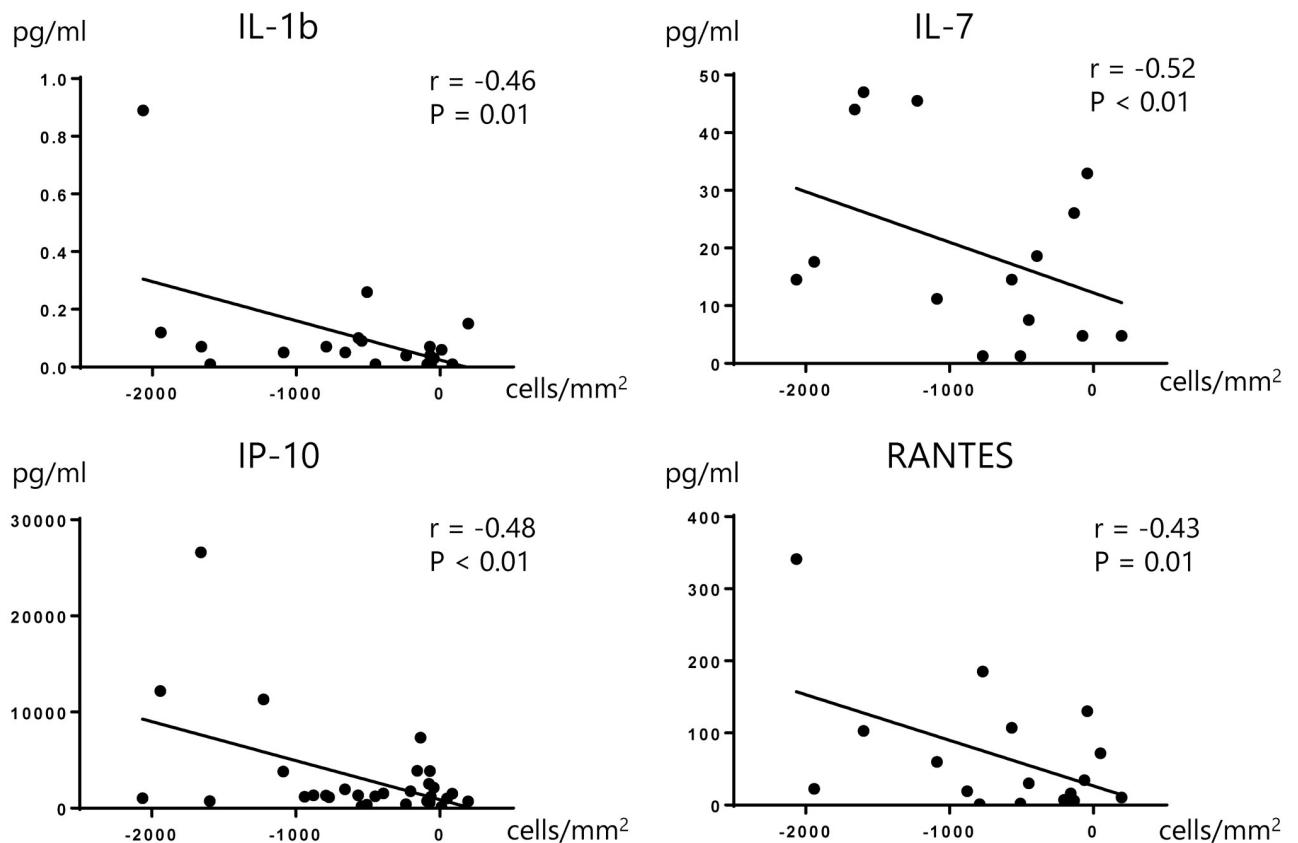 IL-1b
pg/ml
r = -0.46
P = 0.01
1.0
0.8
0.6
0.4
0.2
0.0
-2000 -1000 0
cells/mm²
IL-7
pg/ml
r = -0.52
P < 0.01
50
40
30
20
10
0
-2000 -1000 0
cells/mm²
IP-10
pg/ml
r = -0.48
P < 0.01
30000
20000
10000
0
-2000 -1000 0
cells/mm²
RANTES
pg/ml
r = -0.43
P = 0.01
400
300
200
100
0
-2000 -1000 0
cells/mm²